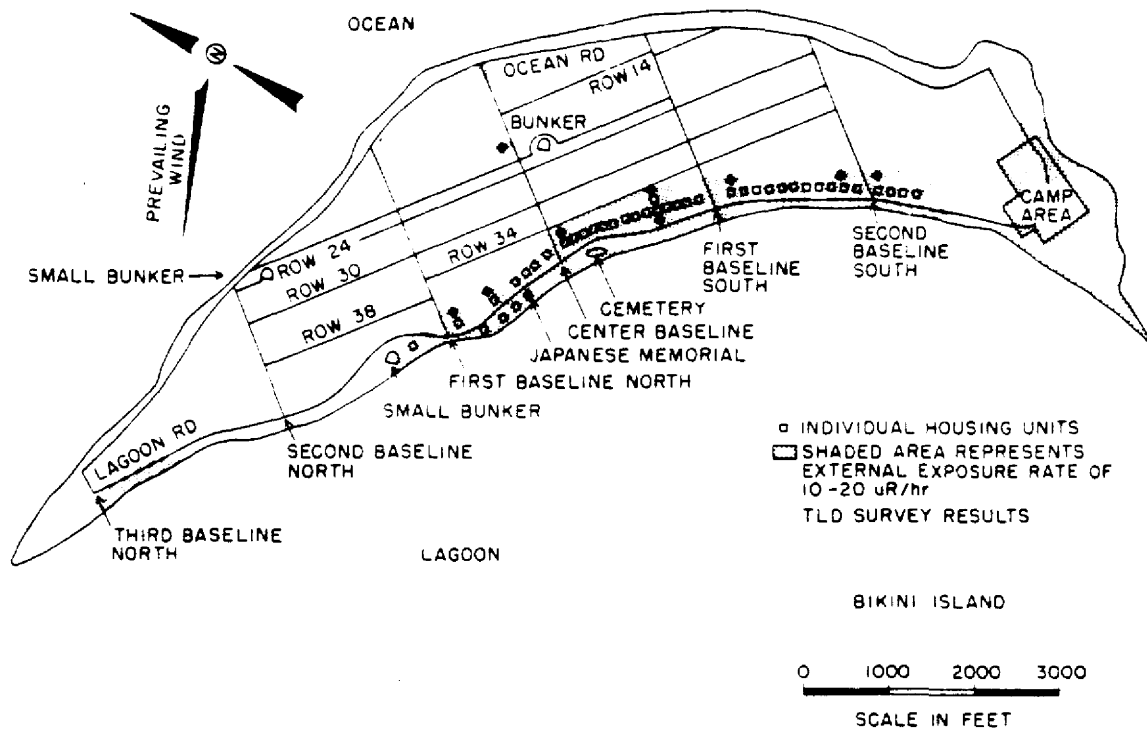 OCEAN
N
PREVAILING
WIND
OCEAN RD
ROW 14
BUNKER
CAMP
AREA
SMALL BUNKER
ROW 24
ROW 30
ROW 34
ROW 38
FIRST
BASELINE
SOUTH
SECOND
BASELINE
SOUTH
CEMETERY
CENTER BASELINE
JAPANESE MEMORIAL
FIRST BASELINE NORTH
SMALL BUNKER
SECOND BASELINE
NORTH
LAGOON RD
THIRD BASELINE
NORTH
LAGOON
INDIVIDUAL HOUSING UNITS
SHADED AREA REPRESENTS
EXTERNAL EXPOSURE RATE OF
10-20 uR/hr
TLD SURVEY RESULTS
BIKINI ISLAND
0 1000 2000 3000
SCALE IN FEET